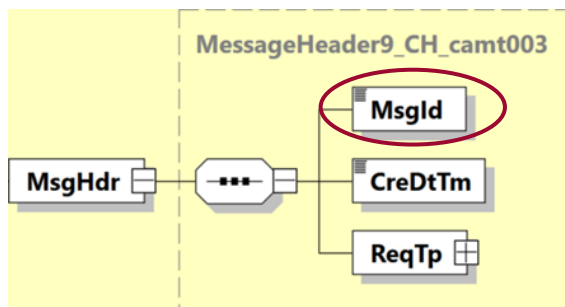 MessageHeader9_CH_camt003
MsgId
MsgHdr
CreDtTm
ReqTp